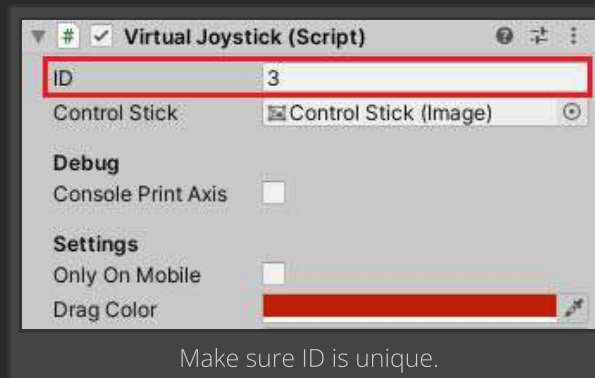 Virtual Joystick (Script)
ID 3
Control Stick Control Stick (Image)
Debug
Console Print Axis
Settings
Only On Mobile
Drag Color
Make sure ID is unique.